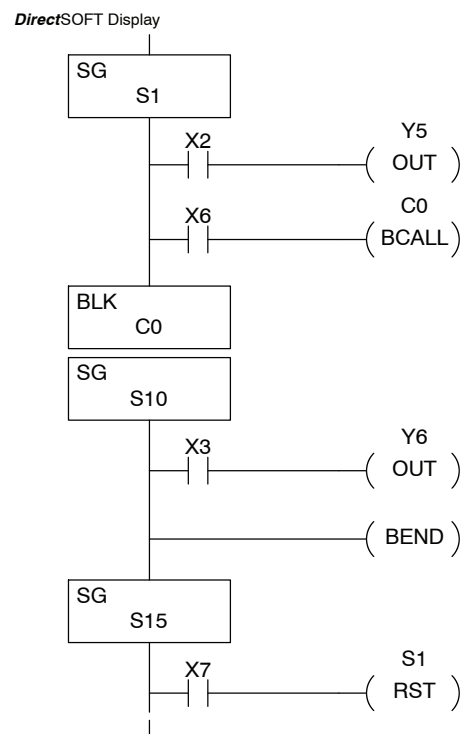 DirectSOFT Display
SG
S1
X2
Y5
OUT
X6
C0
BCALL
BLK
C0
SG
S10
X3
Y6
OUT
BEND
SG
S15
X7
S1
RST